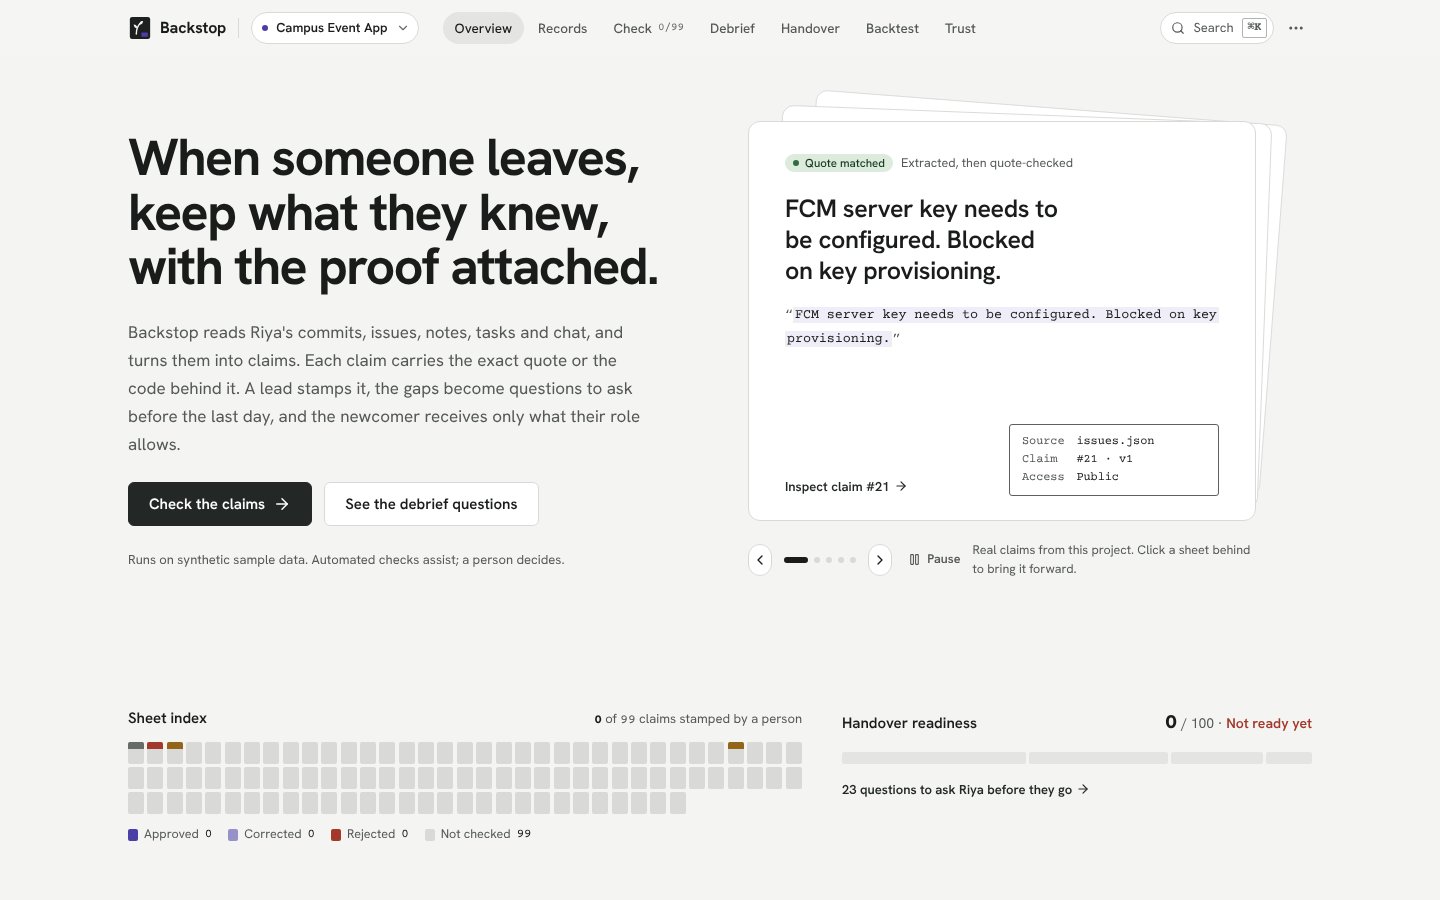 Backstop
Campus Event App
Overview
Records
Check 0/99
Debrief
Handover
Backtest
Trust
Search ⌘K
When someone leaves,
keep what they knew,
with the proof attached.
Backstop reads Riya's commits, issues, notes, tasks and chat, and
turns them into claims. Each claim carries the exact quote or the
code behind it. A lead stamps it, the gaps become questions to ask
before the last day, and the newcomer receives only what their role
allows.
Check the claims →
See the debrief questions
Runs on synthetic sample data. Automated checks assist; a person decides.
Quote matched
Extracted, then quote-checked
FCM server key needs to
be configured. Blocked
on key provisioning.
“FCM server key needs to be configured. Blocked on key
provisioning.”
Source issues.json
Claim #21 · v1
Access Public
Inspect claim #21 →
Pause
Real claims from this project. Click a sheet behind
to bring it forward.
Sheet index
0 of 99 claims stamped by a person
Approved 0
Corrected 0
Rejected 0
Not checked 99
Handover readiness
0 / 100 · Not ready yet
23 questions to ask Riya before they go →